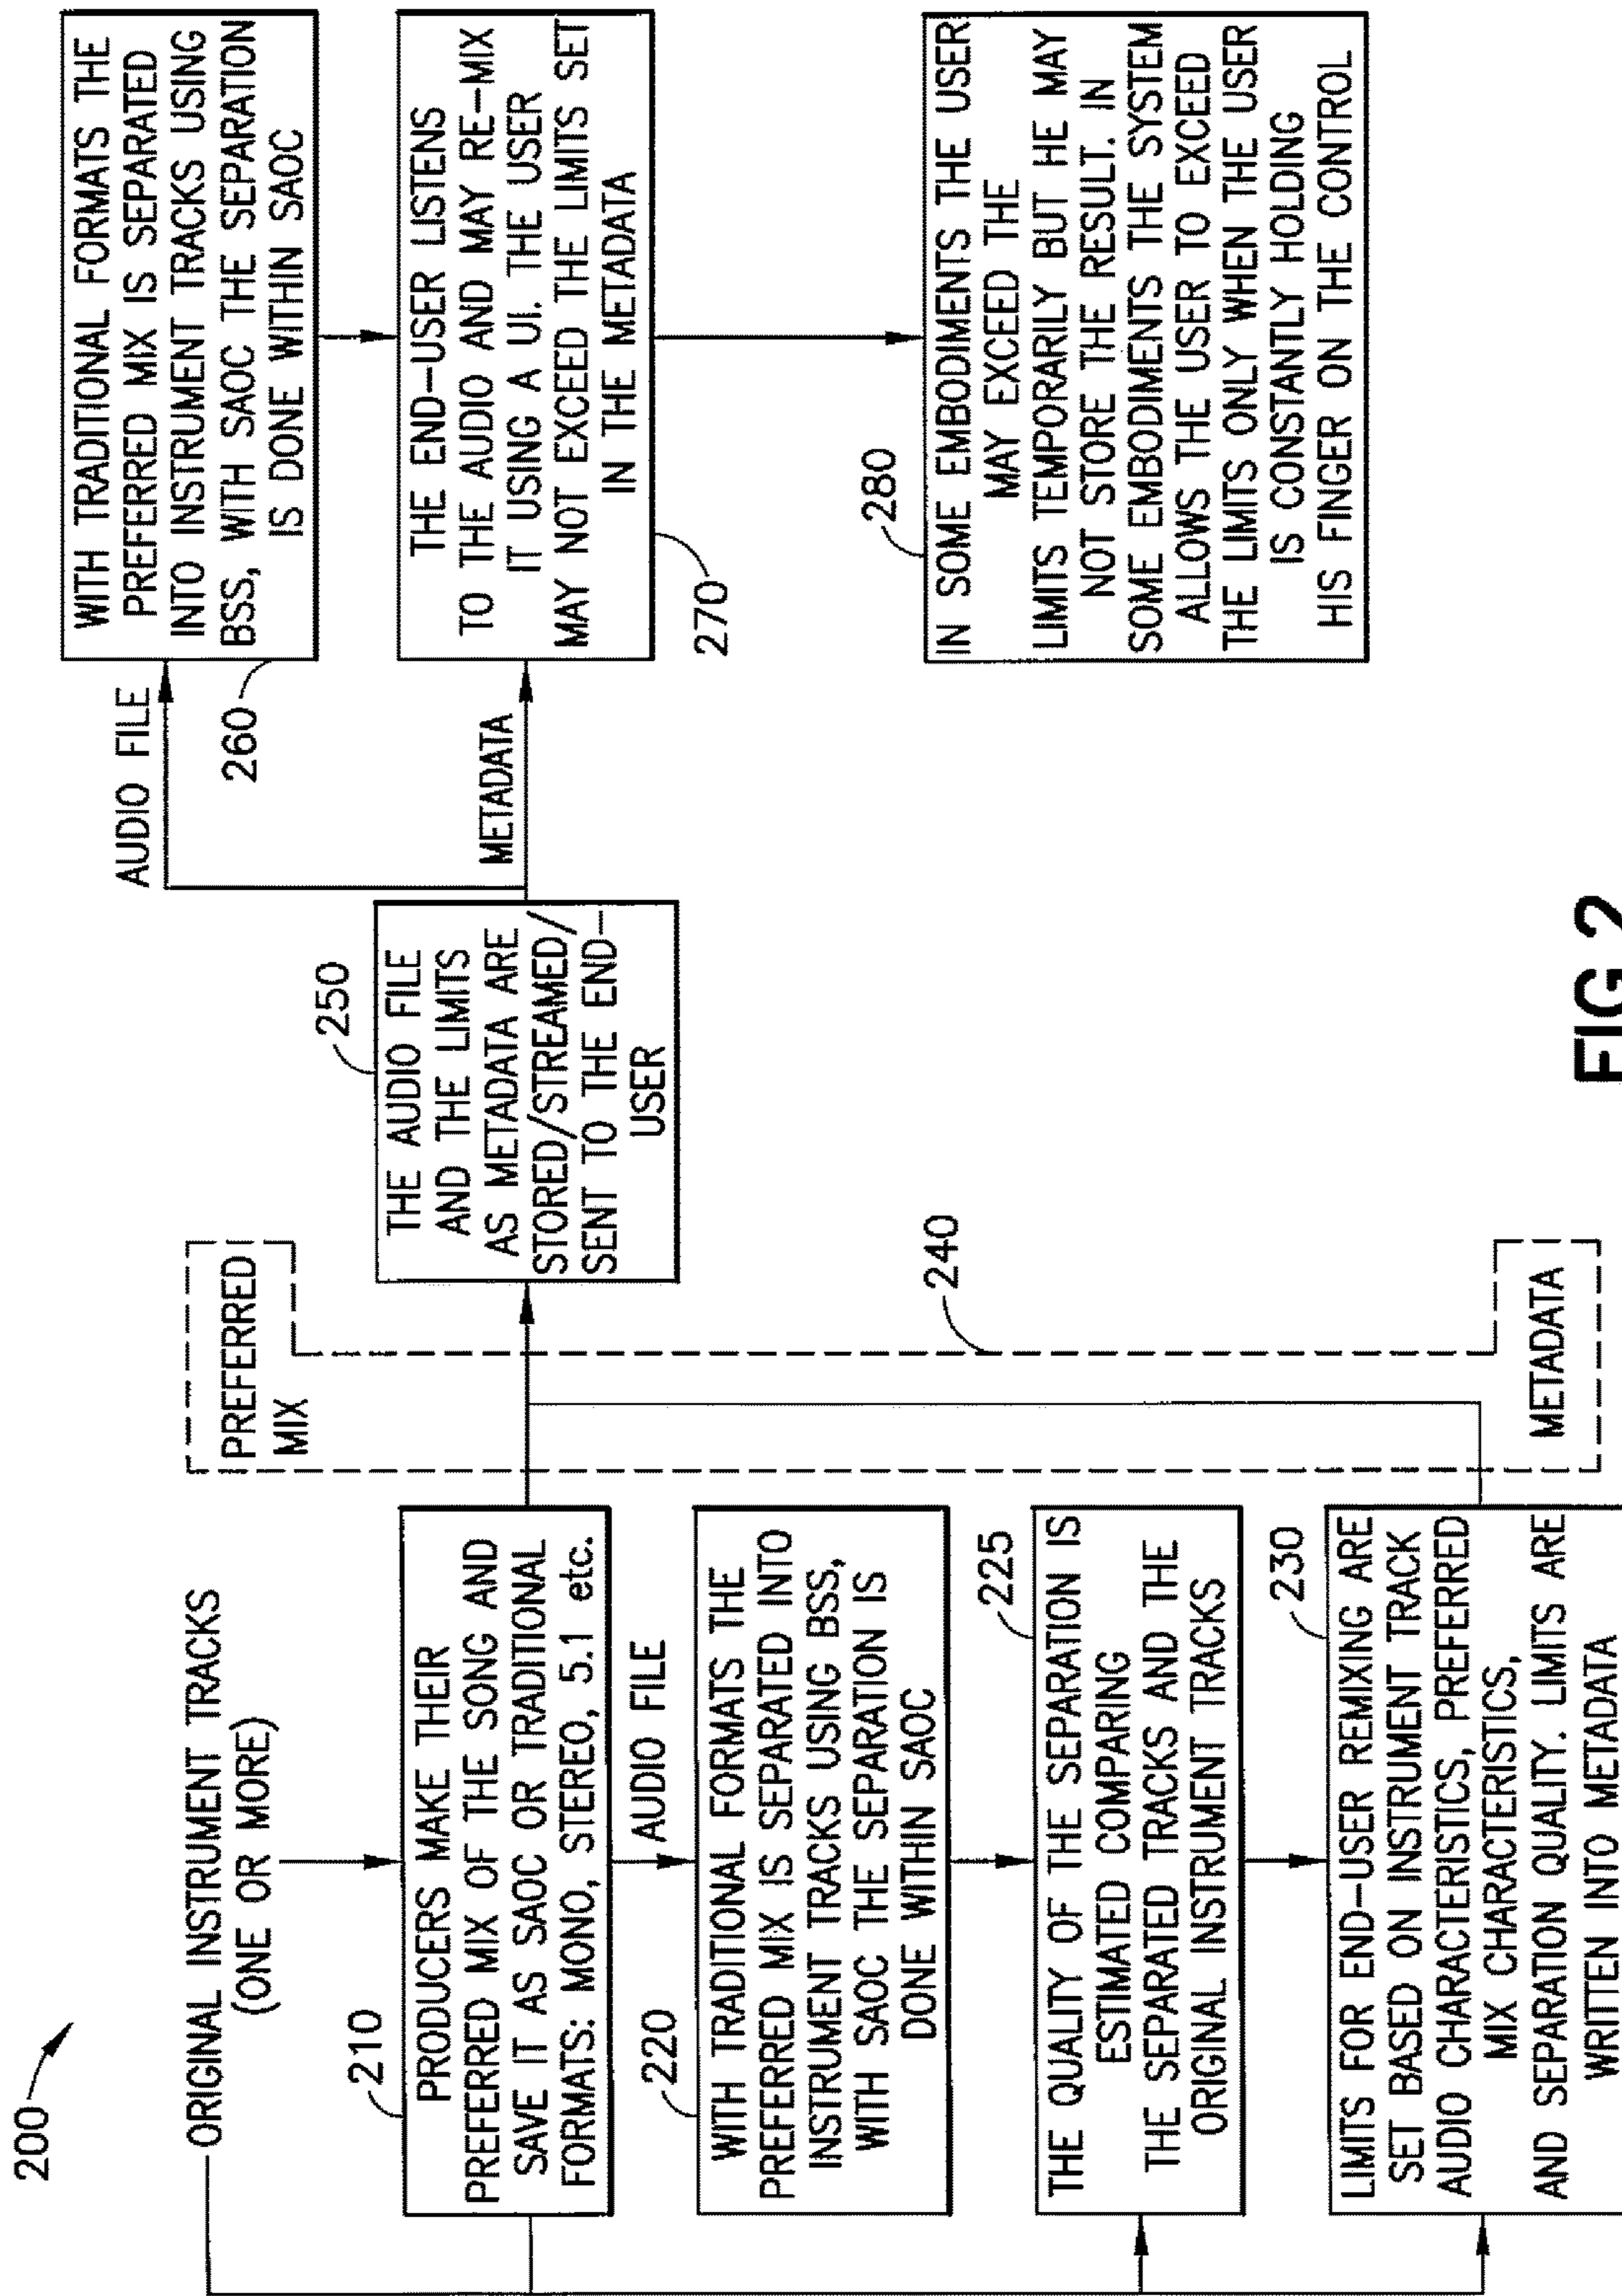 200
ORIGINAL INSTRUMENT TRACKS
(ONE OR MORE)
210
PRODUCERS MAKE THEIR
PREFERRED MIX OF THE SONG AND
SAVE IT AS SAOC OR TRADITIONAL
FORMATS: MONO, STEREO, 5.1 etc.
AUDIO FILE
220
WITH TRADITIONAL FORMATS THE
PREFERRED MIX IS SEPARATED INTO
INSTRUMENT TRACKS USING BSS,
WITH SAOC THE SEPARATION IS
DONE WITHIN SAOC
225
THE QUALITY OF THE SEPARATION IS
ESTIMATED COMPARING
THE SEPARATED TRACKS AND THE
ORIGINAL INSTRUMENT TRACKS
230
LIMITS FOR END-USER REMIXING ARE
SET BASED ON INSTRUMENT TRACK
AUDIO CHARACTERISTICS, PREFERRED
MIX CHARACTERISTICS,
AND SEPARATION QUALITY. LIMITS ARE
WRITTEN INTO METADATA
PREFERRED
MIX
240
METADATA
250
THE AUDIO FILE
AND THE LIMITS
AS METADATA ARE
STORED/STREAMED/
SENT TO THE END-
USER
AUDIO FILE
METADATA
260
WITH TRADITIONAL FORMATS THE
PREFERRED MIX IS SEPARATED
INTO INSTRUMENT TRACKS USING
BSS, WITH SAOC THE SEPARATION
IS DONE WITHIN SAOC
THE END-USER LISTENS
TO THE AUDIO AND MAY RE-MIX
IT USING A UI. THE USER
MAY NOT EXCEED THE LIMITS SET
IN THE METADATA
270
280
IN SOME EMBODIMENTS THE USER
MAY EXCEED THE
LIMITS TEMPORARILY BUT HE MAY
NOT STORE THE RESULT. IN
SOME EMBODIMENTS THE SYSTEM
ALLOWS THE USER TO EXCEED
THE LIMITS ONLY WHEN THE USER
IS CONSTANTLY HOLDING
HIS FINGER ON THE CONTROL
FIG.2